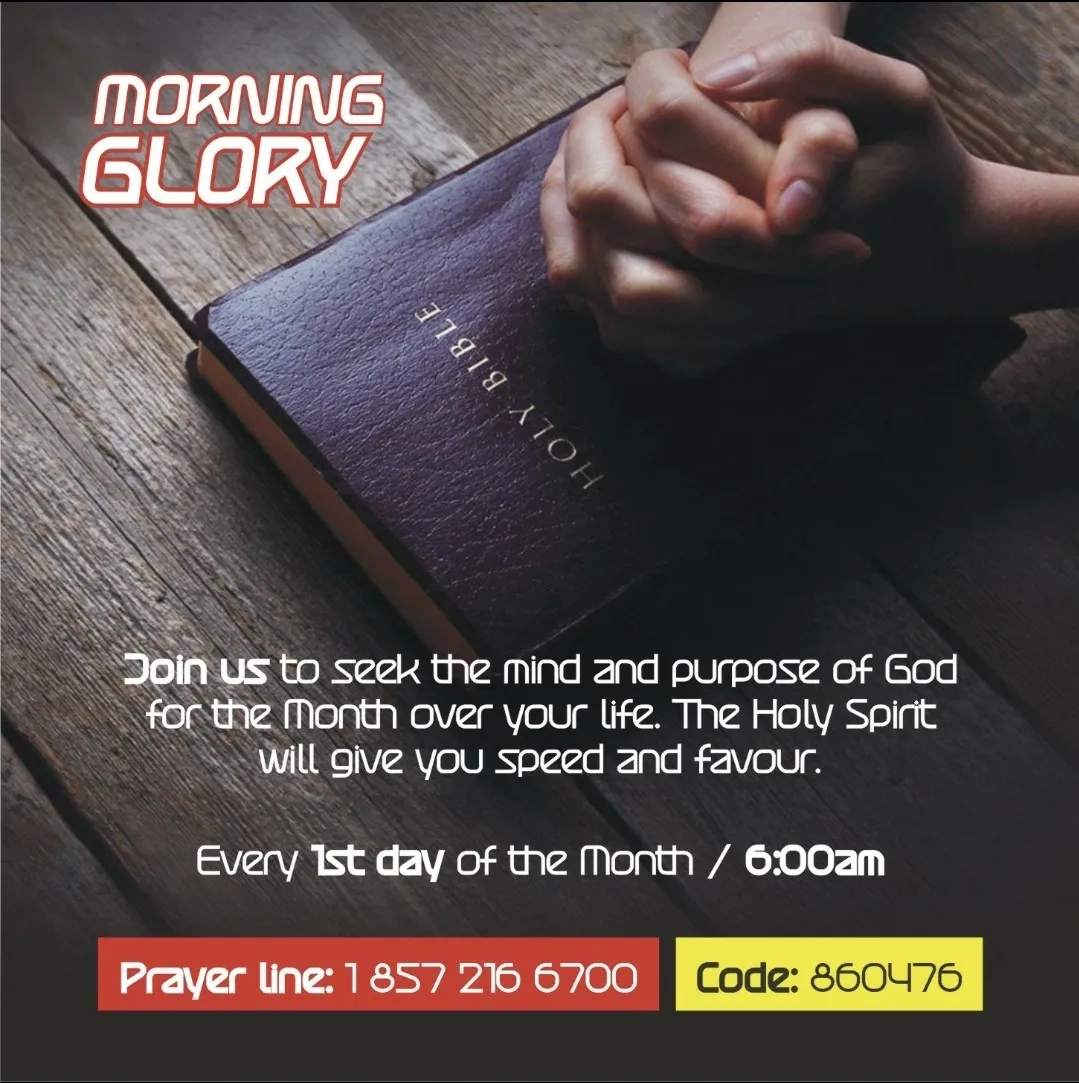 MORNING
GLORY
HOLY BIBLE
Join us to seek the mind and purpose of God
for the Month over your life. The Holy Spirit
will give you speed and favour.
Every 1st day of the Month / 6:00am
Prayer line: 1 857 216 6700
Code: 860476